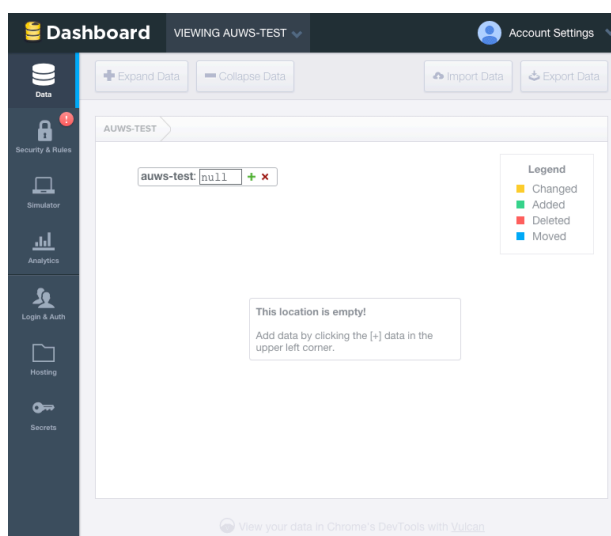 Dashboard VIEWING AUWS-TEST Account Settings
Data
Expand Data Collapse Data Import Data Export Data
!
Security & Rules
AUWS-TEST
auws-test: null
Legend
Changed
Added
Deleted
Moved
Simulator
Analytics
Login & Auth
Hosting
Secrets
This location is empty!
Add data by clicking the [+] data in the
upper left corner.
View your data in Chrome's DevTools with Vulcan